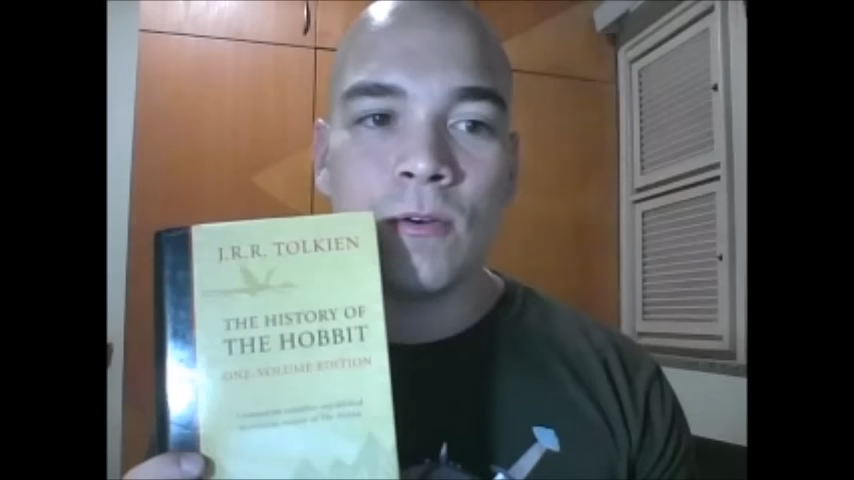 J.R.R. TOLKIEN
THE HISTORY OF
THE HOBBIT
ONE-VOLUME EDITION